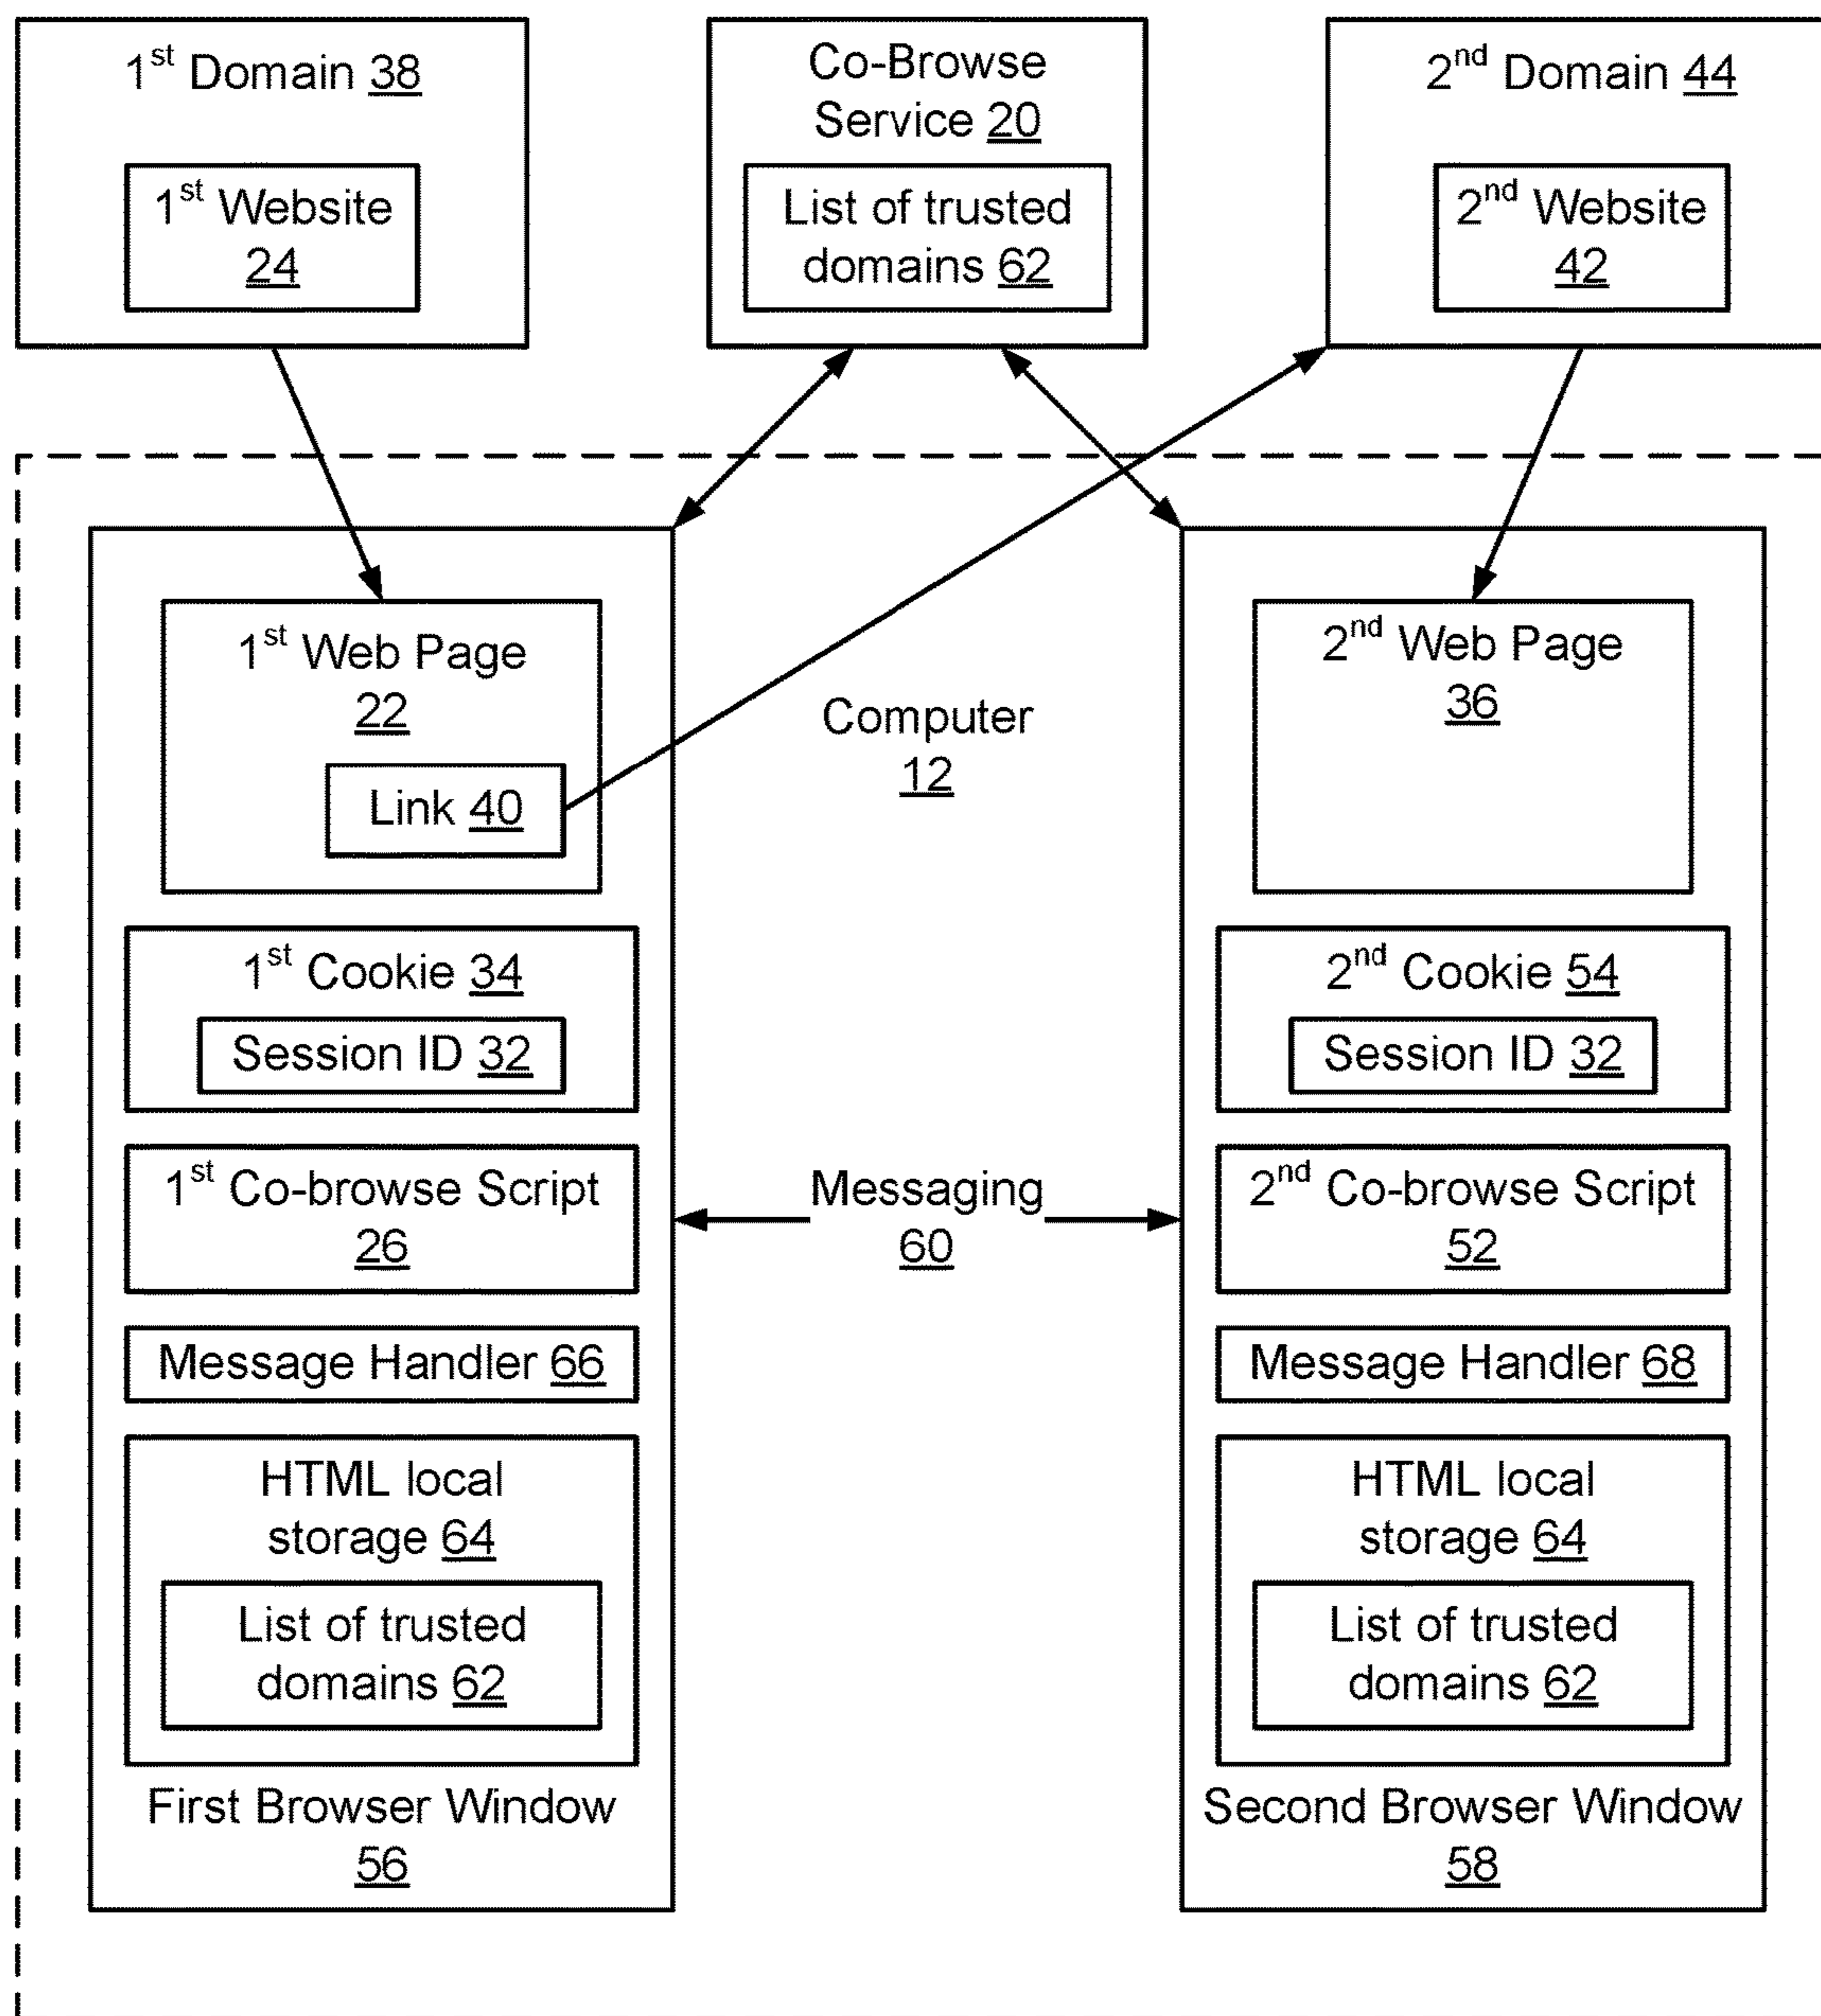 1st Domain 38
1st Website
24
Co-Browse
Service 20
List of trusted
domains 62
2nd Domain 44
2nd Website
42
1st Web Page
22
Link 40
Computer
12
2nd Web Page
36
1st Cookie 34
Session ID 32
2nd Cookie 54
Session ID 32
1st Co-browse Script
26
Messaging
60
2nd Co-browse Script
52
Message Handler 66
Message Handler 68
HTML local
storage 64
List of trusted
domains 62
HTML local
storage 64
List of trusted
domains 62
First Browser Window
56
Second Browser Window
58